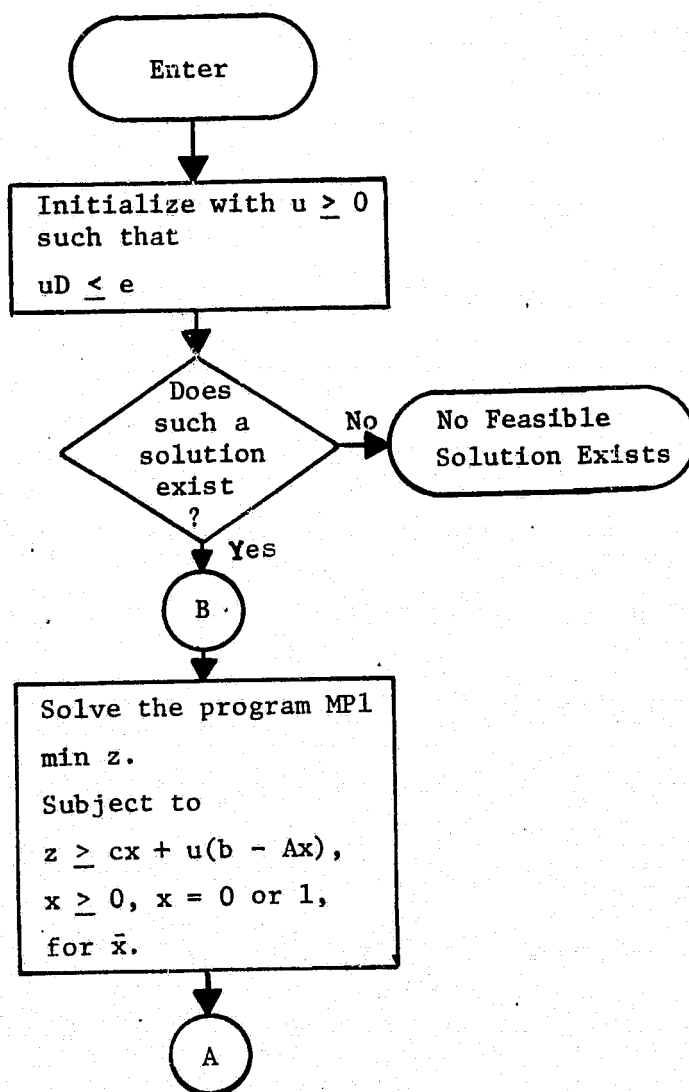 Enter
Initialize with u ≥ 0
such that
uD ≤ e
Does
such a
solution
exist
?
No
No Feasible
Solution Exists
Yes
B
Solve the program MP1
min z.
Subject to
z ≥ cx + u(b - Ax),
x ≥ 0, x = 0 or 1,
for x̄.
A